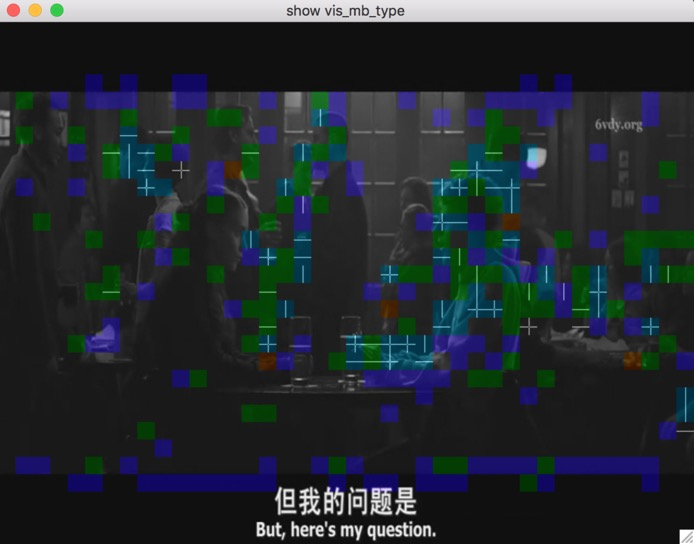 show vis_mb_type
6vdy.org
但我的问题是
But, here's my question.